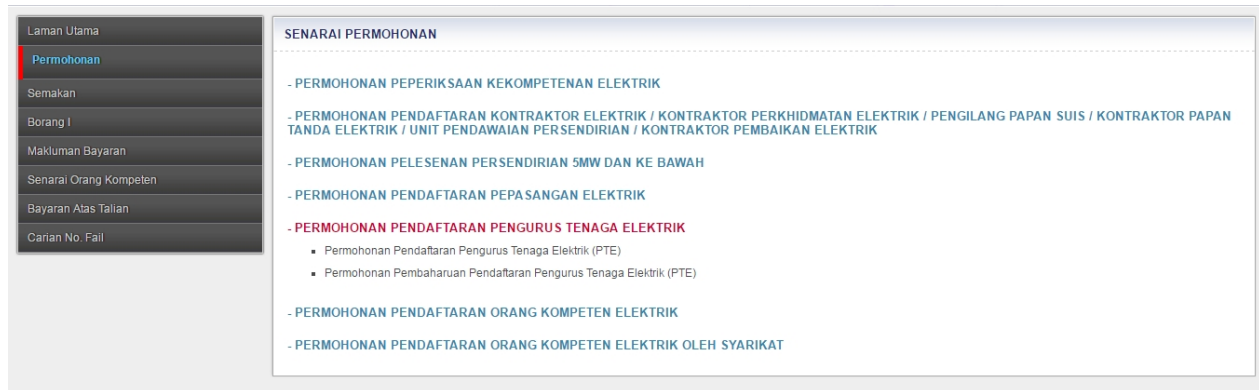 Laman Utama
Permohonan
Semakan
Borang I
Makluman Bayaran
Senarai Orang Kompeten
Bayaran Atas Talian
Carian No. Fail
SENARAI PERMOHONAN
- PERMOHONAN PEPERIKSAAN KEKOMPETENAN ELEKTRIK
- PERMOHONAN PENDAFTARAN KONTRAKTOR ELEKTRIK / KONTRAKTOR PERKHIDMATAN ELEKTRIK / PENGILANG PAPAN SUIS / KONTRAKTOR PAPAN
TANDA ELEKTRIK / UNIT PENDAWAIAN PERSENDIRIAN / KONTRAKTOR PEMBAIKAN ELEKTRIK
- PERMOHONAN PELESENAN PERSENDIRIAN 5MW DAN KE BAWAH
- PERMOHONAN PENDAFTARAN PEPASANGAN ELEKTRIK
- PERMOHONAN PENDAFTARAN PENGURUS TENAGA ELEKTRIK
▪ Permohonan Pendaftaran Pengurus Tenaga Elektrik (PTE)
▪ Permohonan Pembaharuan Pendaftaran Pengurus Tenaga Elektrik (PTE)
- PERMOHONAN PENDAFTARAN ORANG KOMPETEN ELEKTRIK
- PERMOHONAN PENDAFTARAN ORANG KOMPETEN ELEKTRIK OLEH SYARIKAT